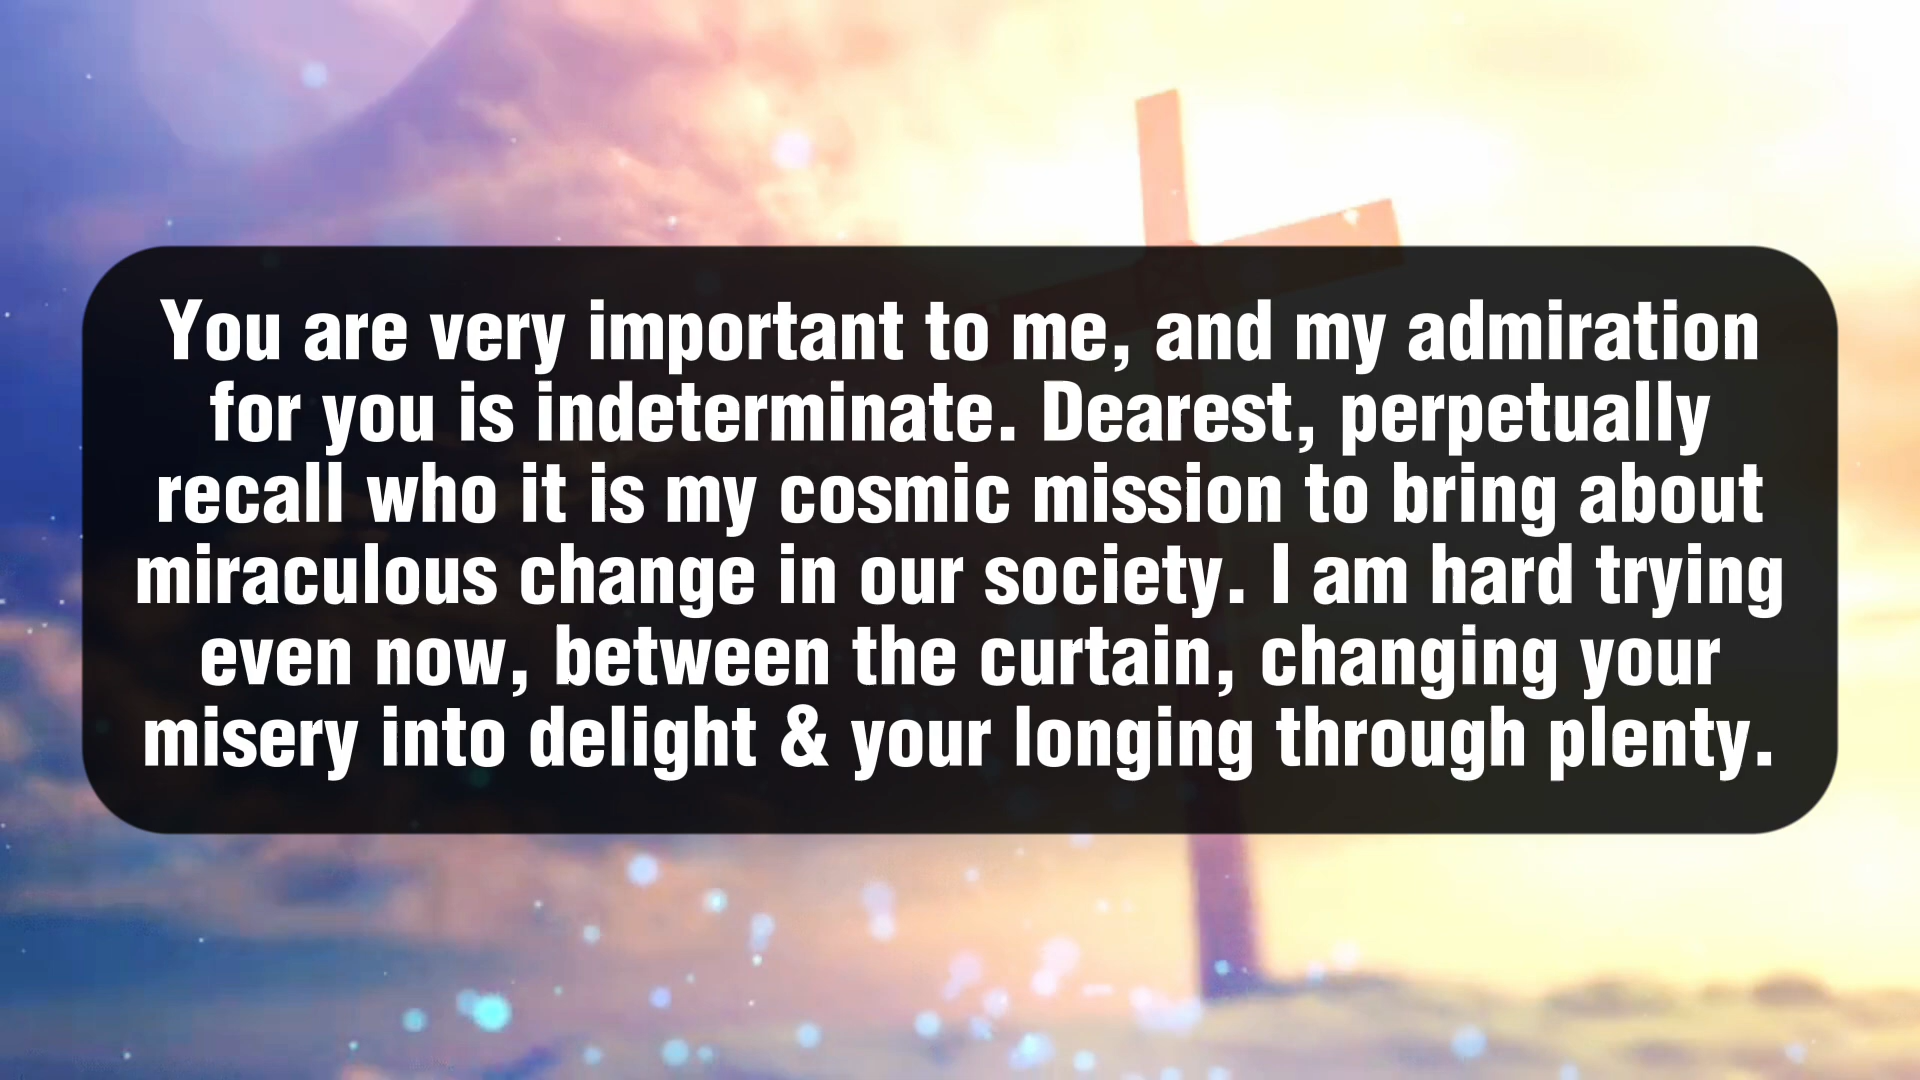 You are very important to me, and my admiration
for you is indeterminate. Dearest, perpetually
recall who it is my cosmic mission to bring about
miraculous change in our society. I am hard trying
even now, between the curtain, changing your
misery into delight & your longing through plenty.